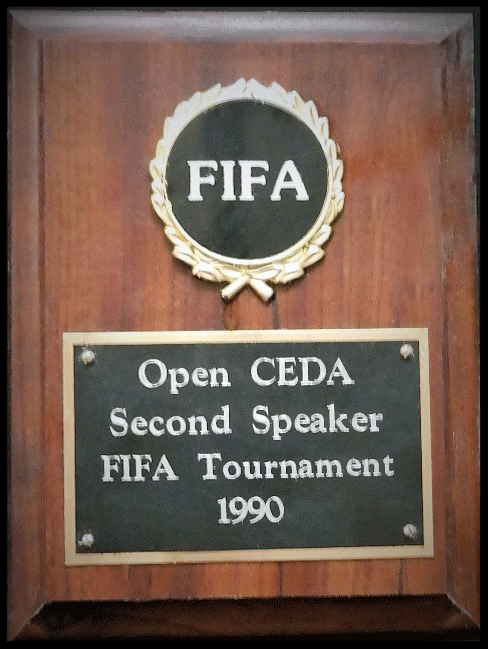 FIFA
Open CEDA
Second Speaker
FIFA Tournament
1990